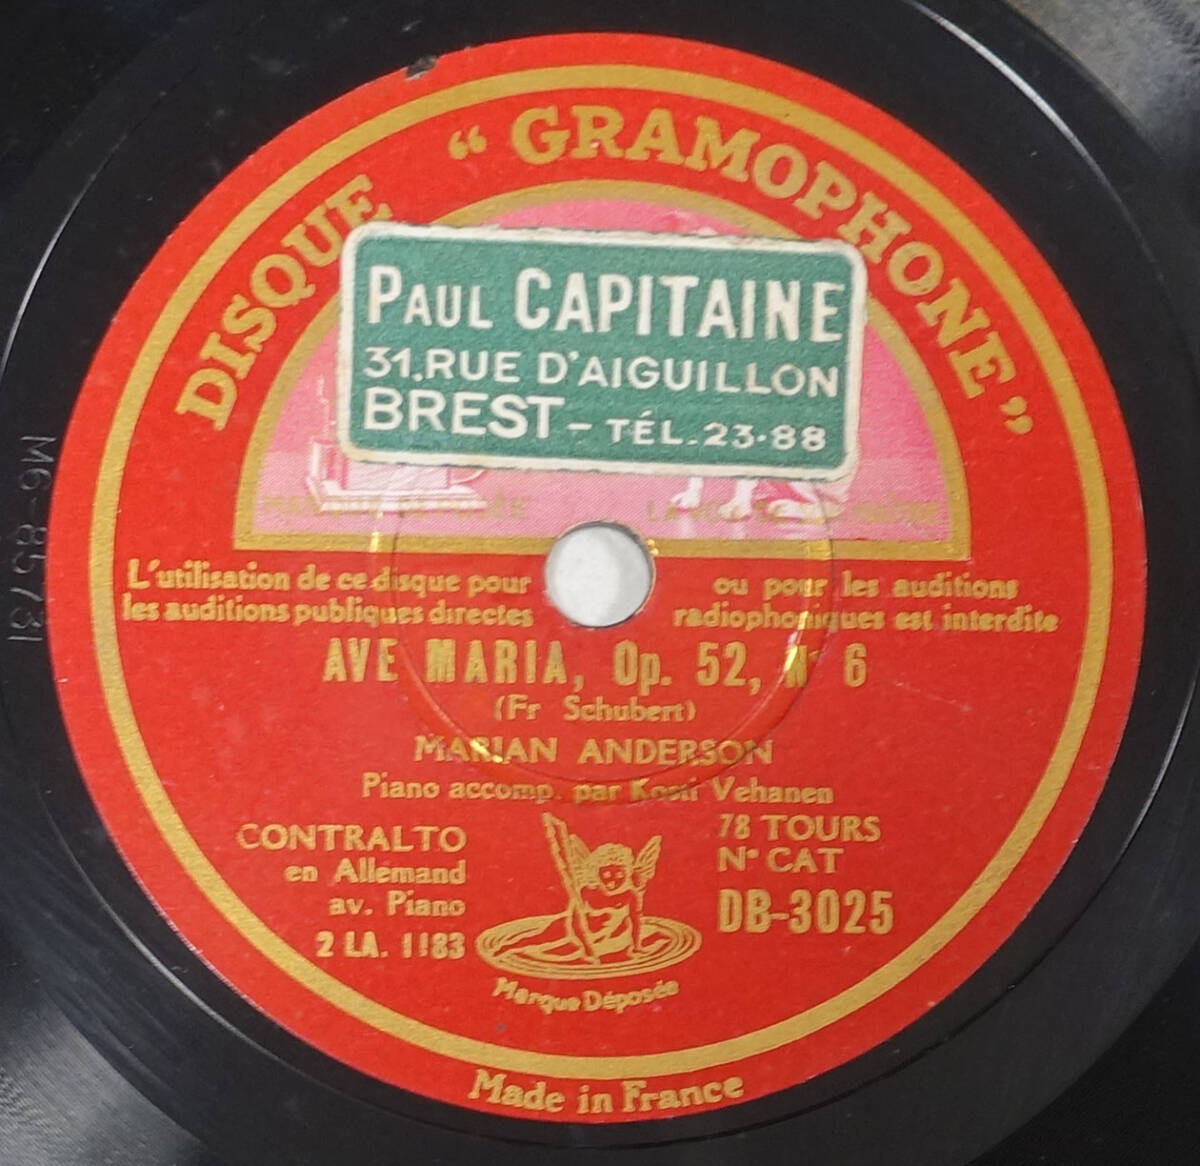 DISQUE “GRAMOPHONE”
PAUL CAPITAINE
31, RUE D'AIGUILLON
BREST - TÉL. 23-88
L'utilisation de ce disque pour
les auditions publiques directes
ou pour les auditions
radiophoniques est interdite
AVE MARIA, Op. 52, N° 6
(Fr Schubert)
MARIAN ANDERSON
Piano accomp. par Kosti Vehanen
CONTRALTO
en Allemand
av. Piano
2 LA. 1183
78 TOURS
N° CAT
DB-3025
Marque Déposée
Made in France
M6-85731